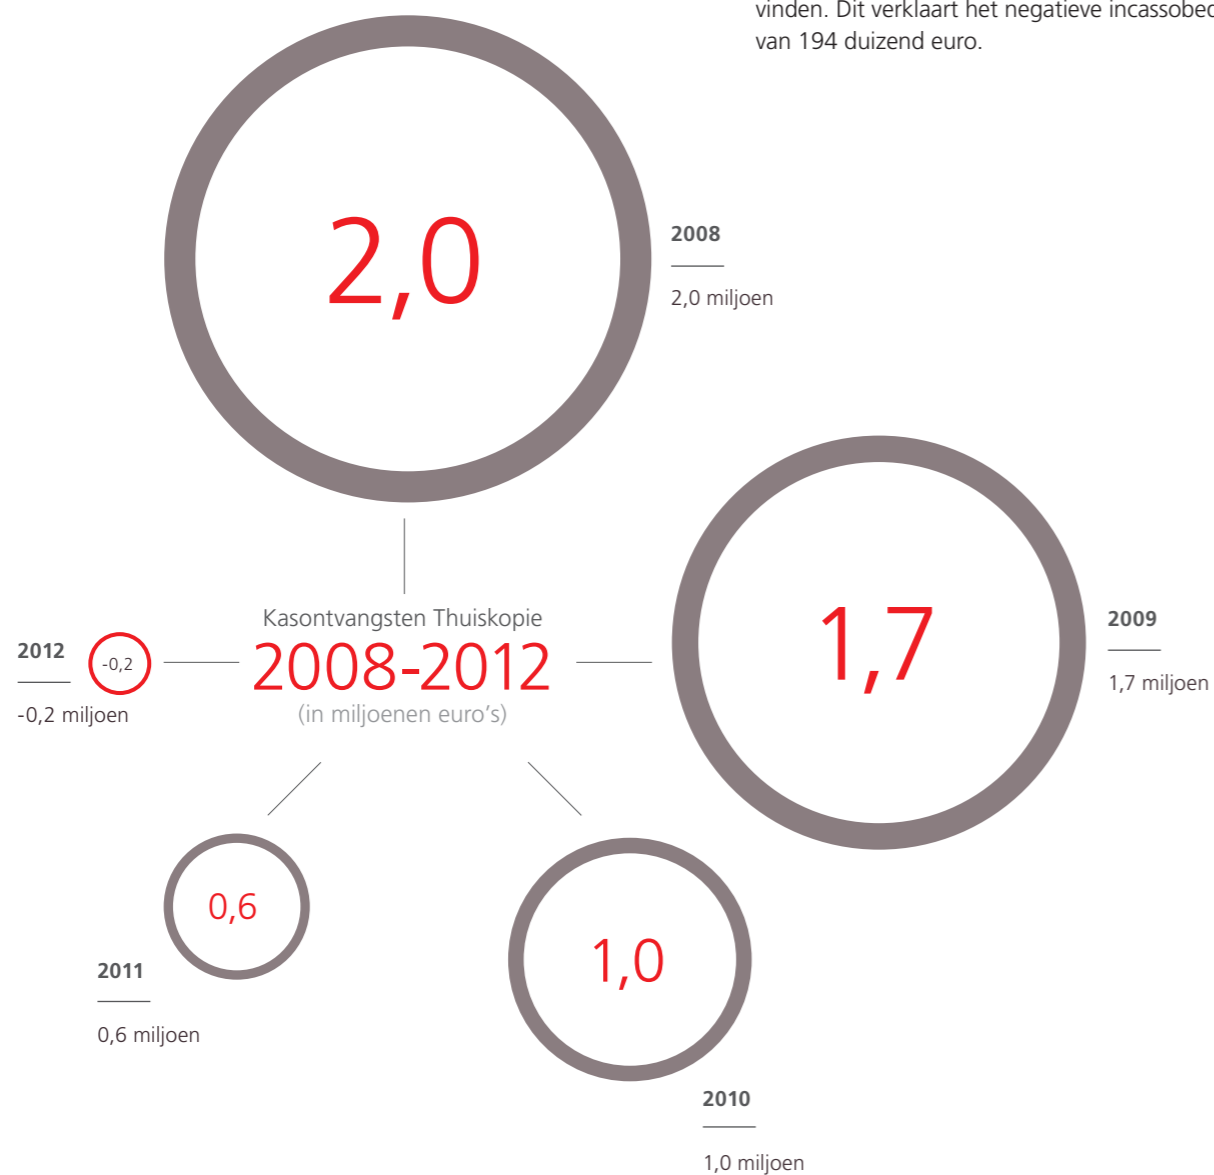 vinden. Dit verklaart het negatieve
van 194 duizend euro.
2,0
2008
2,0 miljoen
Kasontvangsten Thuiskopie
2008-2012
(in miljoenen euro's)
1,7
2009
1,7 miljoen
2012
-0,2
-0,2 miljoen
0,6
2011
0,6 miljoen
1,0
2010
1,0 miljoen